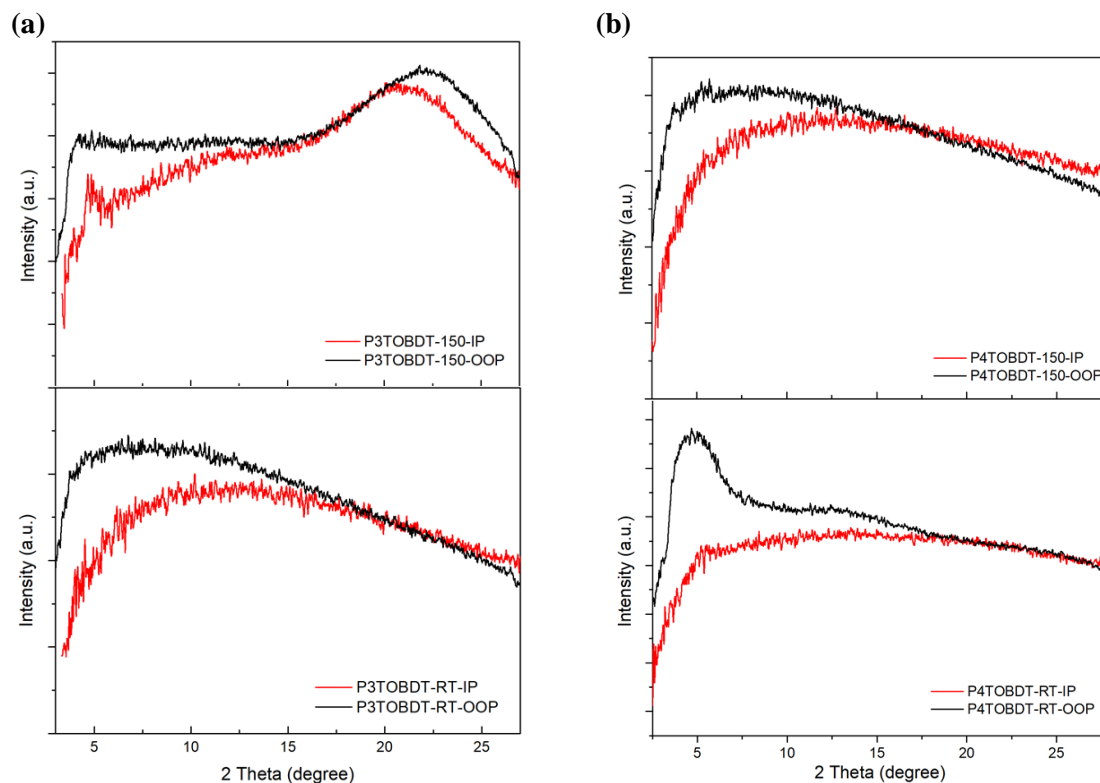 (a)
Intensity (a.u.)
P3TOBDT-150-IP
P3TOBDT-150-OOP
Intensity (a.u.)
P3TOBDT-RT-IP
P3TOBDT-RT-OOP
5 10 15 20 25
2 Theta (degree)
(b)
Intensity (a.u.)
P4TOBDT-150-IP
P4TOBDT-150-OOP
Intensity (a.u.)
P4TOBDT-RT-IP
P4TOBDT-RT-OOP
5 10 15 20 25
2 Theta (degree)